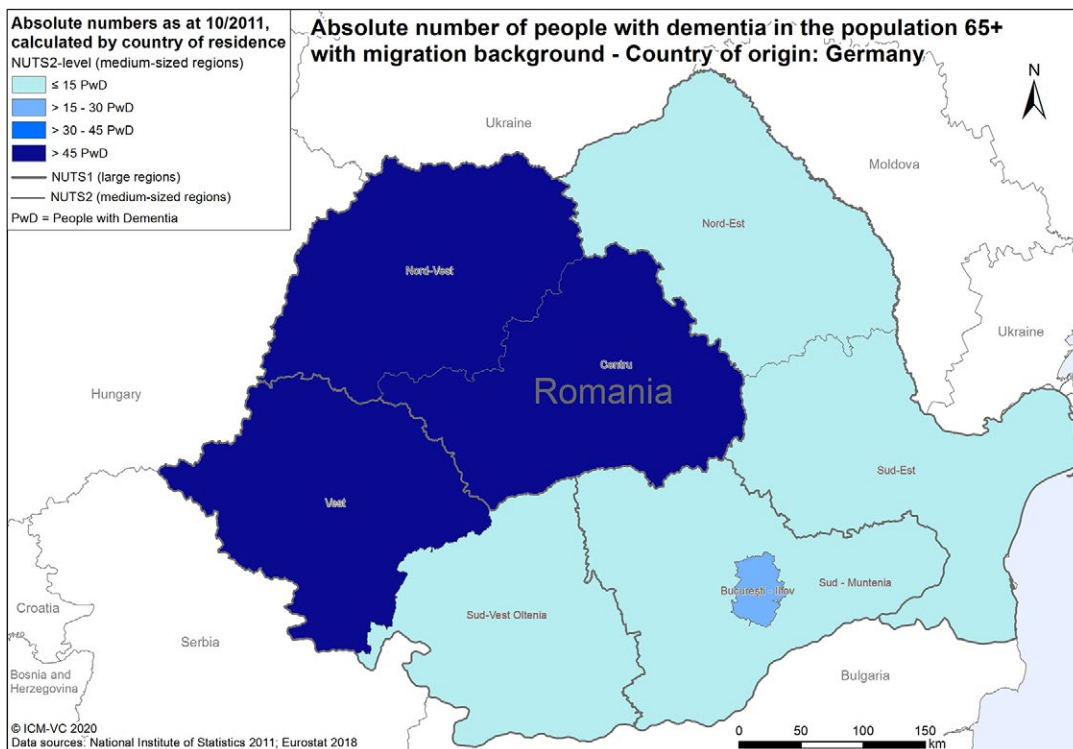 Absolute numbers as at 10/2011,
calculated by country of residence
NUTS2-level (medium-sized regions)
≤ 15 PwD
> 15 - 30 PwD
> 30 - 45 PwD
> 45 PwD
NUTS1 (large regions)
NUTS2 (medium-sized regions)
PwD = People with Dementia
Absolute number of people with dementia in the population 65+
with migration background - Country of origin: Germany
N
Ukraine
Moldova
Nord-Est
Nord-Vest
Ukraine
Centru
Romania
Hungary
Sud-Est
Vest
București - Ilfov
Sud - Muntenia
Sud-Vest Oltenia
Croatia
Serbia
Bosnia and
Herzegovina
Bulgaria
© ICM-VC 2020
Data sources: National Institute of Statistics 2011; Eurostat 2018
0 50 100 150
km